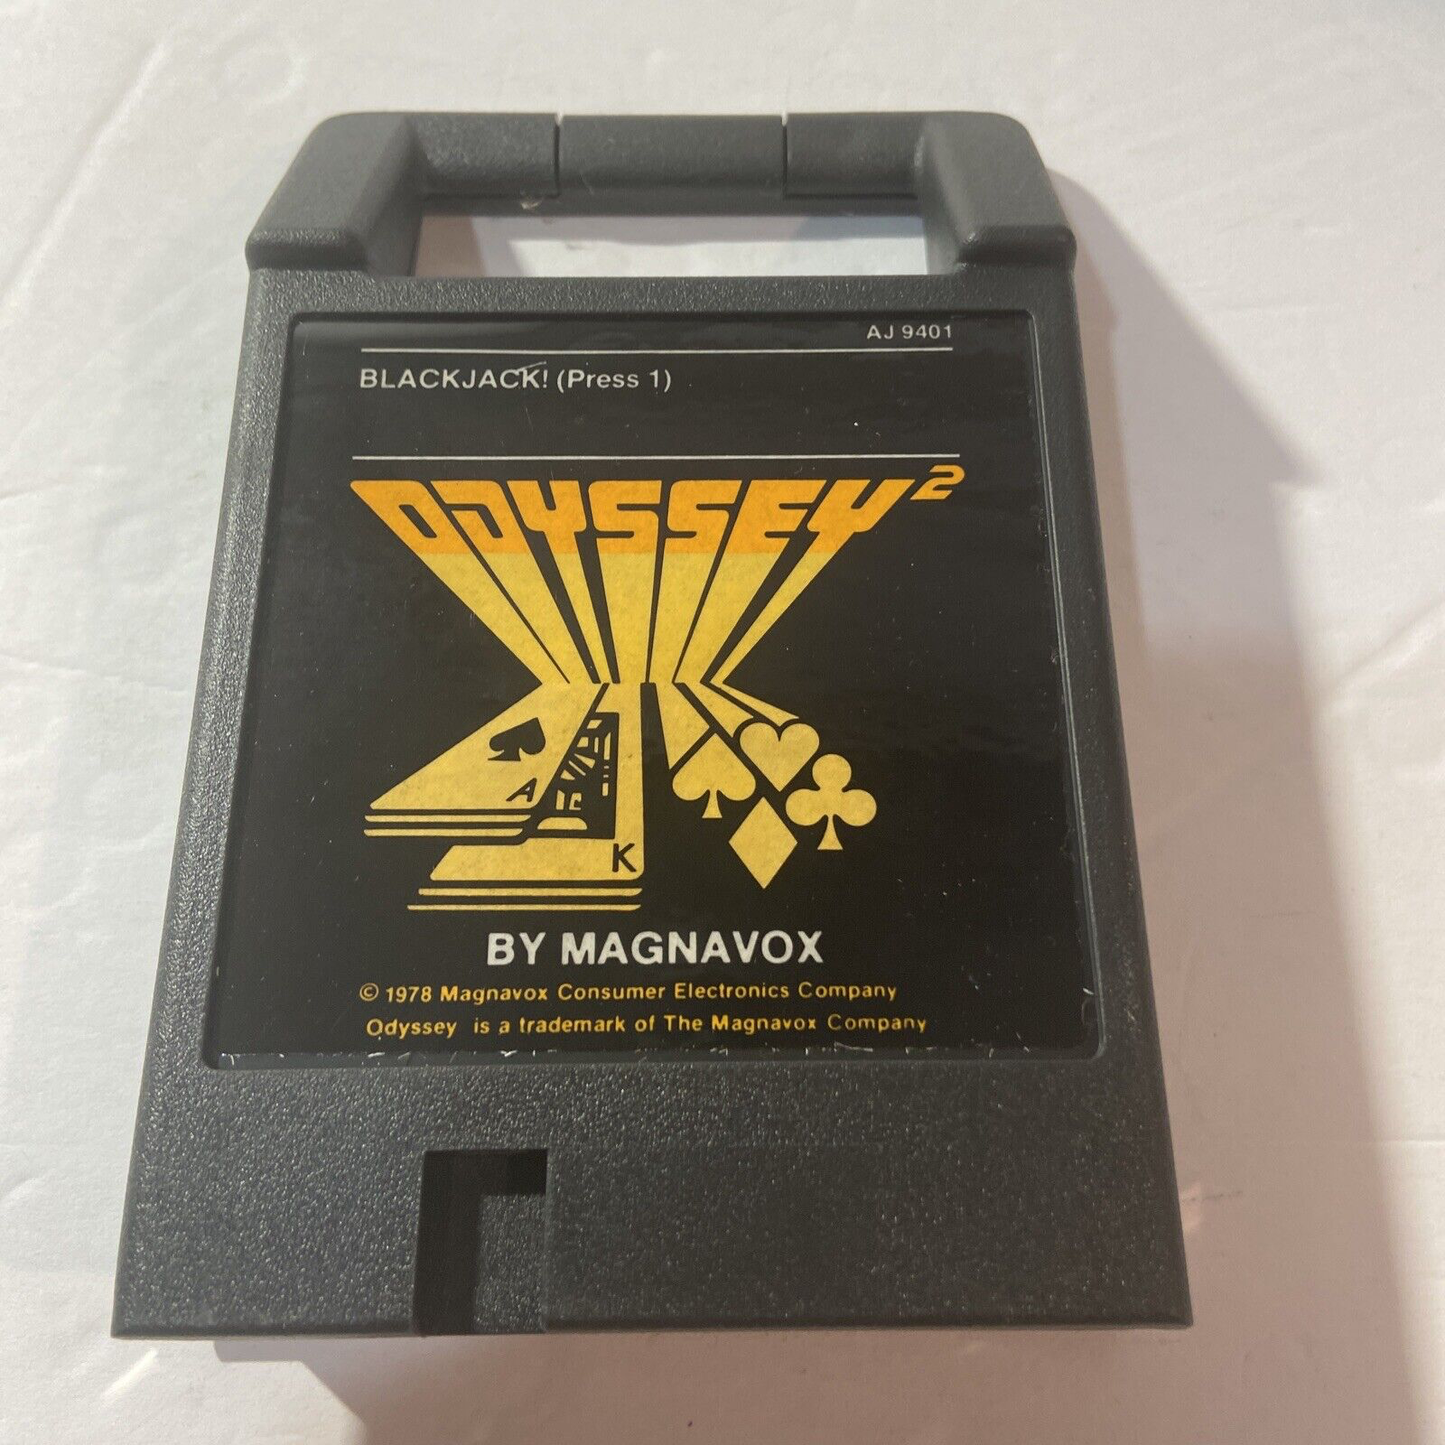 AJ 9401
BLACKJACK! (Press 1)
ODYSSEY²
A
K
BY MAGNAVOX
© 1978 Magnavox Consumer Electronics Company
Odyssey is a trademark of The Magnavox Company